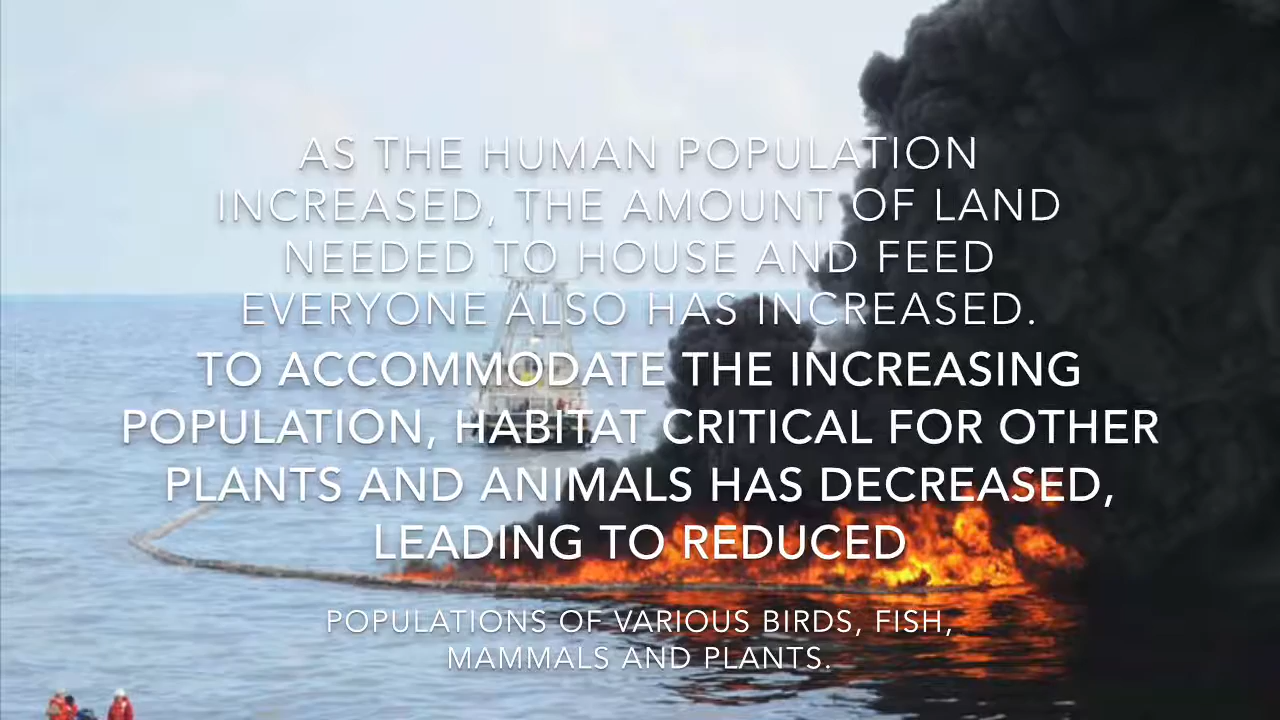 AS THE HUMAN POPULATION
INCREASED, THE AMOUNT OF LAND
NEEDED TO HOUSE AND FEED
EVERYONE ALSO HAS INCREASED.
TO ACCOMMODATE THE INCREASING
POPULATION, HABITAT CRITICAL FOR OTHER
PLANTS AND ANIMALS HAS DECREASED,
LEADING TO REDUCED
POPULATIONS OF VARIOUS BIRDS, FISH,
MAMMALS AND PLANTS.